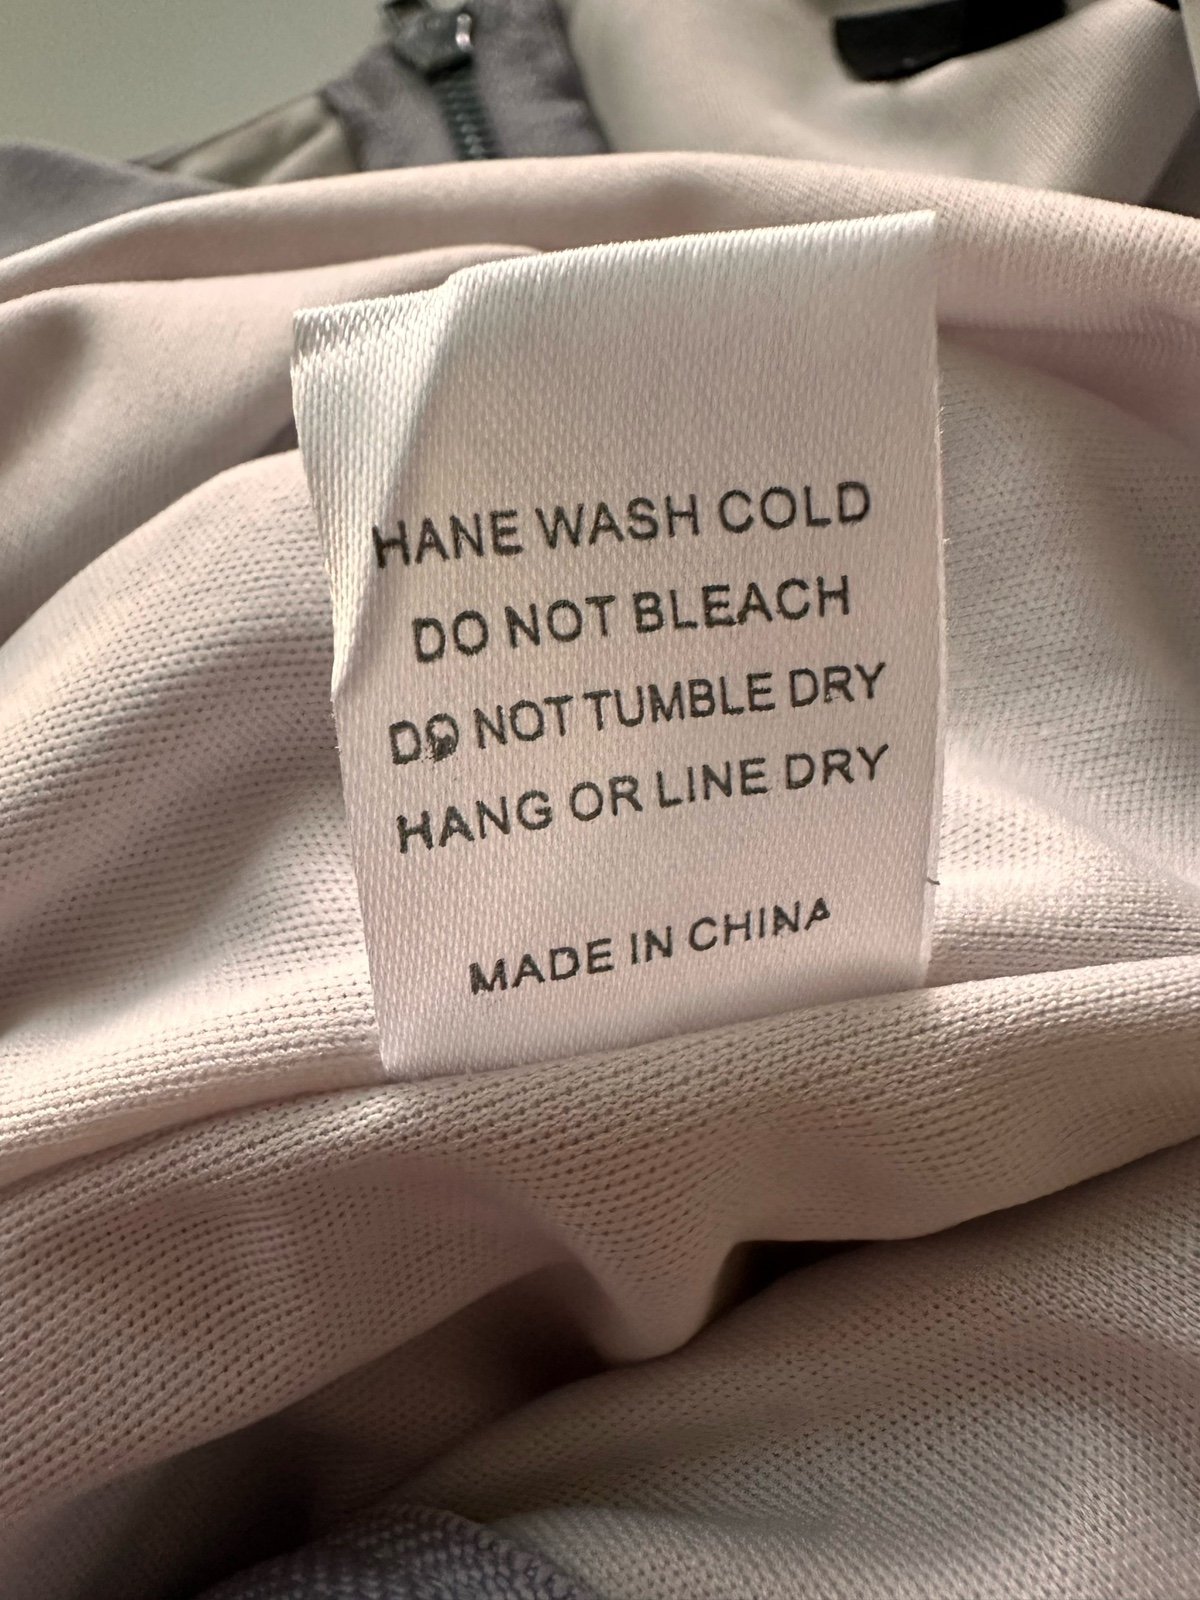 HANE WASH COLD
DO NOT BLEACH
DO NOT TUMBLE DRY
HANG OR LINE DRY
MADE IN CHINA